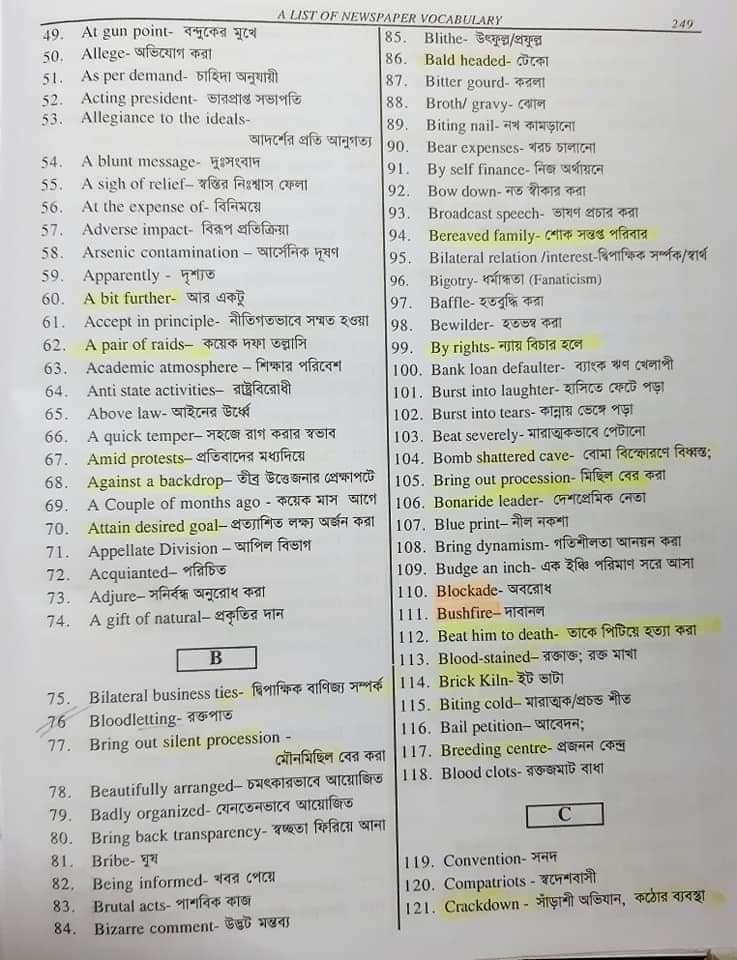 A LIST OF NEWSPAPER VOCABULARY
249
49. At gun point- বন্দুকের মুখে
50. Allege- অভিযোগ করা
51. As per demand- চাহিদা অনুযায়ী
52. Acting president- ভারপ্রাপ্ত সভাপতি
53. Allegiance to the ideals-
আদর্শের প্রতি আনুগত্য
54. A blunt message- দুঃসংবাদ
55. A sigh of relief– স্বস্তির নিঃশ্বাস ফেলা
56. At the expense of- বিনিময়ে
57. Adverse impact- বিরূপ প্রতিক্রিয়া
58. Arsenic contamination – আর্সেনিক দূষণ
59. Apparently - দৃশ্যত
60. A bit further- আর একটু
61. Accept in principle- নীতিগতভাবে সম্মত হওয়া
62. A pair of raids– কয়েক দফা তল্লাসি
63. Academic atmosphere – শিক্ষার পরিবেশ
64. Anti state activities– রাষ্ট্রবিরোধী
65. Above law- আইনের উর্ধ্বে
66. A quick temper– সহজে রাগ করার স্বভাব
67. Amid protests– প্রতিবাদের মধ্যদিয়ে
68. Against a backdrop– তীব্র উত্তেজনার প্রেক্ষাপটে
69. A Couple of months ago - কয়েক মাস আগে
70. Attain desired goal– প্রত্যাশিত লক্ষ্য অর্জন করা
71. Appellate Division – আপিল বিভাগ
72. Acquianted– পরিচিত
73. Adjure– সনির্বন্ধ অনুরোধ করা
74. A gift of natural– প্রকৃতির দান
B
75. Bilateral business ties- দ্বিপাক্ষিক বাণিজ্য সম্পর্ক
76 Bloodletting- রক্তপাত
77. Bring out silent procession -
মৌনমিছিল বের করা
78. Beautifully arranged– চমৎকারভাবে আয়োজিত
79. Badly organized- যেনতেনভাবে আয়োজিত
80. Bring back transparency- স্বচ্ছতা ফিরিয়ে আনা
81. Bribe- ঘুষ
82. Being informed- খবর পেয়ে
83. Brutal acts- পাশবিক কাজ
84. Bizarre comment- উদ্ভট মন্তব্য
85. Blithe- উৎফুল্ল/প্রফুল্ল
86. Bald headed- টেকো
87. Bitter gourd- করলা
88. Broth/ gravy- ঝোল
89. Biting nail- নখ কামড়ানো
90. Bear expenses- খরচ চালানো
91. By self finance- নিজ অর্থায়নে
92. Bow down- নত স্বীকার করা
93. Broadcast speech- ভাষণ প্রচার করা
94. Bereaved family- শোক সন্তপ্ত পরিবার
95. Bilateral relation /interest-দ্বিপাক্ষিক সম্পর্ক/স্বার্থ
96. Bigotry- ধর্মান্ধতা (Fanaticism)
97. Baffle- হতবুদ্ধি করা
98. Bewilder- হতভম্ব করা
99. By rights- ন্যায় বিচার হলে
100. Bank loan defaulter- ব্যাংক ঋণ খেলাপী
101. Burst into laughter- হাসিতে ফেটে পড়া
102. Burst into tears- কান্নায় ভেঙ্গে পড়া
103. Beat severely- মারাত্মকভাবে পেটানো
104. Bomb shattered cave- বোমা বিস্ফোরণে বিধ্বস্ত;
105. Bring out procession- মিছিল বের করা
106. Bonaride leader- দেশপ্রেমিক নেতা
107. Blue print– নীল নকশা
108. Bring dynamism- গতিশীলতা আনয়ন করা
109. Budge an inch- এক ইঞ্চি পরিমাণ সরে আসা
110. Blockade- অবরোধ
111. Bushfire– দাবানল
112. Beat him to death- তাকে পিটিয়ে হত্যা করা
113. Blood-stained– রক্তাক্ত; রক্ত মাখা
114. Brick Kiln- ইট ভাটা
115. Biting cold– মারাত্মক/প্রচন্ড শীত
116. Bail petition– আবেদন;
117. Breeding centre- প্রজনন কেন্দ্র
118. Blood clots- রক্তজমাট বাধা
C
119. Convention- সনদ
120. Compatriots - স্বদেশবাসী
121. Crackdown - সাঁড়াশী অভিযান, কঠোর ব্যবস্থা